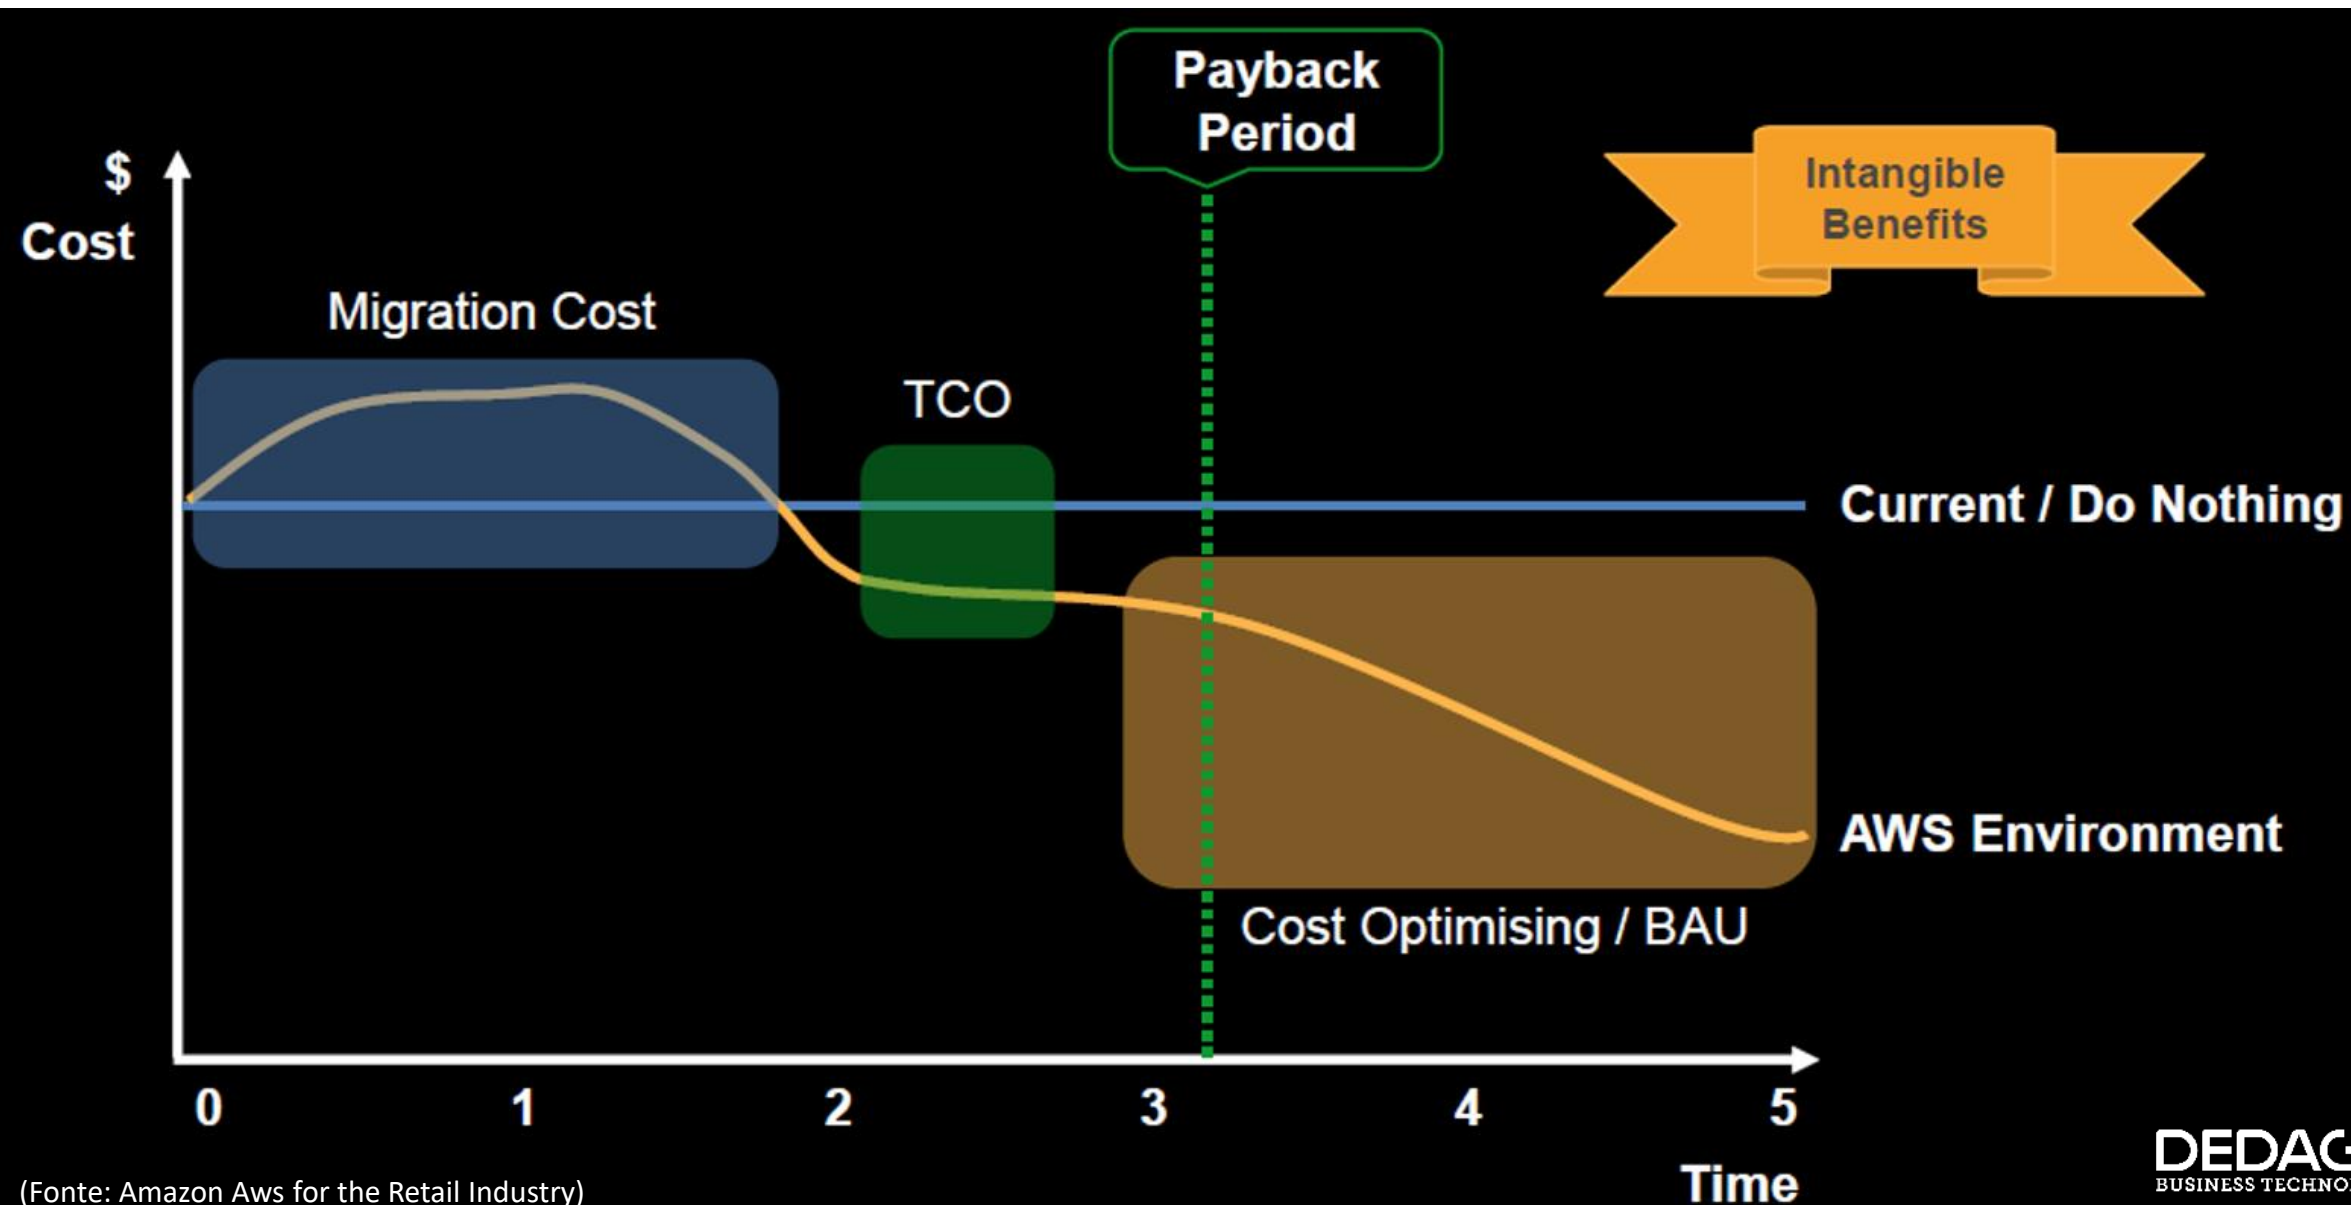 Payback
Period
Intangible
Benefits
$
Cost
Migration Cost
TCO
Current / Do Nothing
AWS Environment
Cost Optimising / BAU
0 1 2 3 4 5
Time
(Fonte: Amazon Aws for the Retail Industry)
BUSINESS